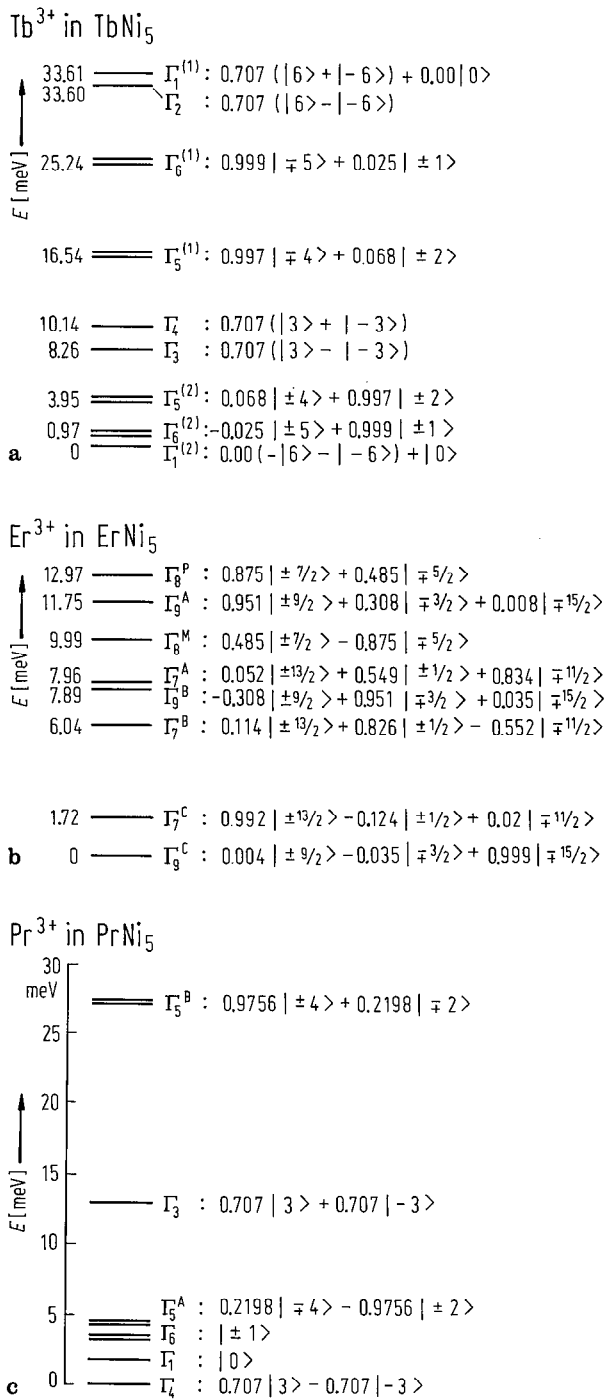 Tb³⁺ in TbNi₅
33.61 Γ₁⁽¹⁾ : 0.707 (|6> + |-6>) + 0.00|0>
33.60 Γ₂ : 0.707 (|6> - |-6>)
25.24 Γ₆⁽¹⁾ : 0.999 | ∓ 5> + 0.025 | ± 1>
E [meV]
16.54 Γ₅⁽¹⁾ : 0.997 | ∓ 4> + 0.068 | ± 2>
10.14 Γ₄ : 0.707 (|3> + | - 3>)
8.26 Γ₃ : 0.707 (|3> - | - 3>)
3.95 Γ₅⁽²⁾ : 0.068 | ± 4> + 0.997 | ± 2>
0.97 Γ₆⁽²⁾ : -0.025 | ± 5> + 0.999 | ± 1>
a 0 Γ₁⁽²⁾ : 0.00 (-|6> - | - 6>) + |0>
Er³⁺ in ErNi₅
12.97 Γ₈ᴾ : 0.875 | ± 7/2> + 0.485 | ∓ 5/2>
11.75 Γ₉ᴬ : 0.951 | ± 9/2> + 0.308 | ∓ 3/2> + 0.008 | ∓ 15/2>
9.99 Γ₈ᴹ : 0.485 | ± 7/2> - 0.875 | ∓ 5/2>
E [meV]
7.96 Γ₇ᴬ : 0.052 | ± 13/2> + 0.549 | ± 1/2> + 0.834 | ∓ 11/2>
7.89 Γ₉ᴮ : -0.308 | ± 9/2> + 0.951 | ∓ 3/2> + 0.035 | ∓ 15/2>
6.04 Γ₇ᴮ : 0.114 | ± 13/2> + 0.826 | ± 1/2> - 0.552 | ∓ 11/2>
1.72 Γ₇ᶜ : 0.992 | ± 13/2> - 0.124 | ± 1/2> + 0.02 | ∓ 11/2>
b 0 Γ₉ᶜ : 0.004 | ± 9/2> - 0.035 | ∓ 3/2> + 0.999 | ∓ 15/2>
Pr³⁺ in PrNi₅
30
meV
Γ₅ᴮ : 0.9756 | ± 4> + 0.2198 | ∓ 2>
25
20
E [meV]
15
Γ₃ : 0.707 | 3> + 0.707 | - 3>
10
5
Γ₅ᴬ : 0.2198 | ∓ 4> - 0.9756 | ± 2>
Γ₆ : | ± 1>
Γ₁ : | 0>
c 0 Γ₄ : 0.707 | 3> - 0.707 | - 3>